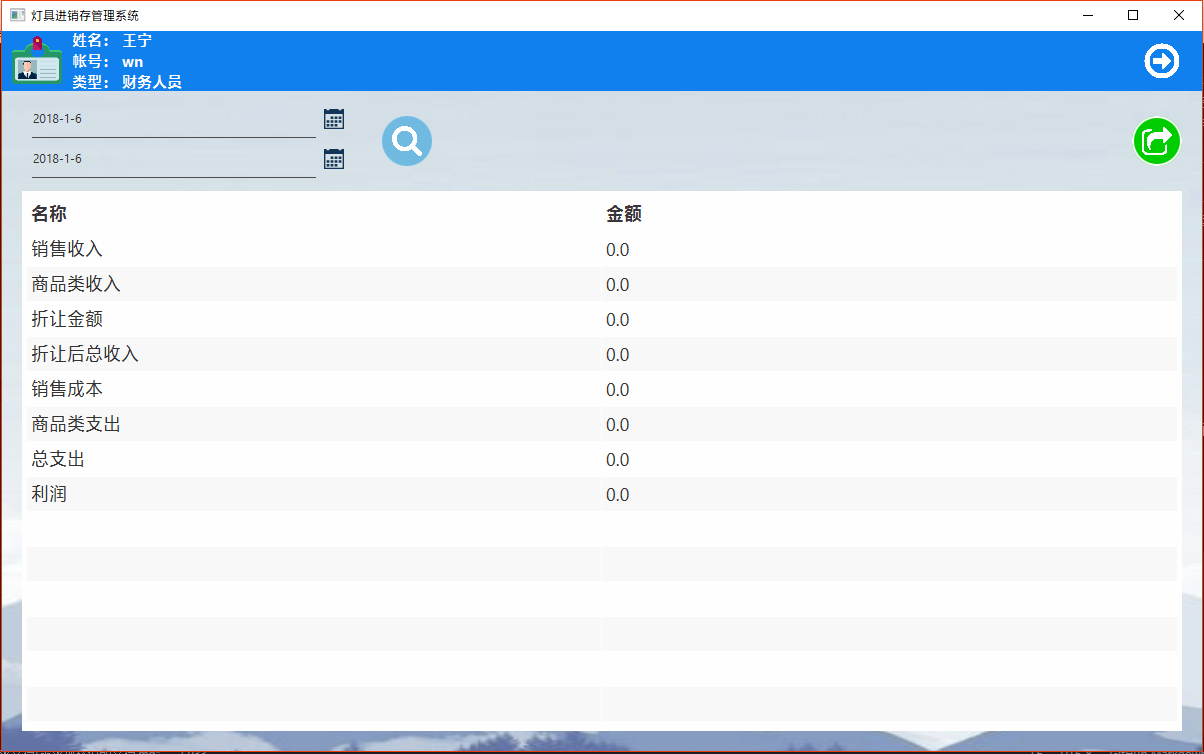 灯具进销存管理系统
姓名： 王宁
帐号： wn
类型： 财务人员
2018-1-6
2018-1-6
名称 金额
销售收入 0.0
商品类收入 0.0
折让金额 0.0
折让后总收入 0.0
销售成本 0.0
商品类支出 0.0
总支出 0.0
利润 0.0